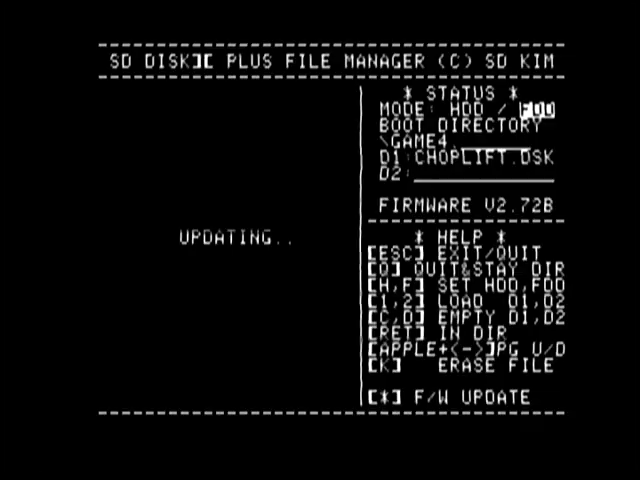 SD DISK][ PLUS FILE MANAGER (C) SD KIM
* STATUS *
MODE: HDD / FDD
BOOT DIRECTORY
\GAME4
D1:CHOPLIFT.DSK
D2:
FIRMWARE V2.72B
UPDATING..
* HELP *
[ESC] EXIT/QUIT
[Q] QUIT&STAY DIR
[H,F] SET HDD,FDD
[1,2] LOAD D1,D2
[C,D] EMPTY D1,D2
[RET] IN DIR
[APPLE+<->]PG U/D
[K] ERASE FILE
[*] F/W UPDATE